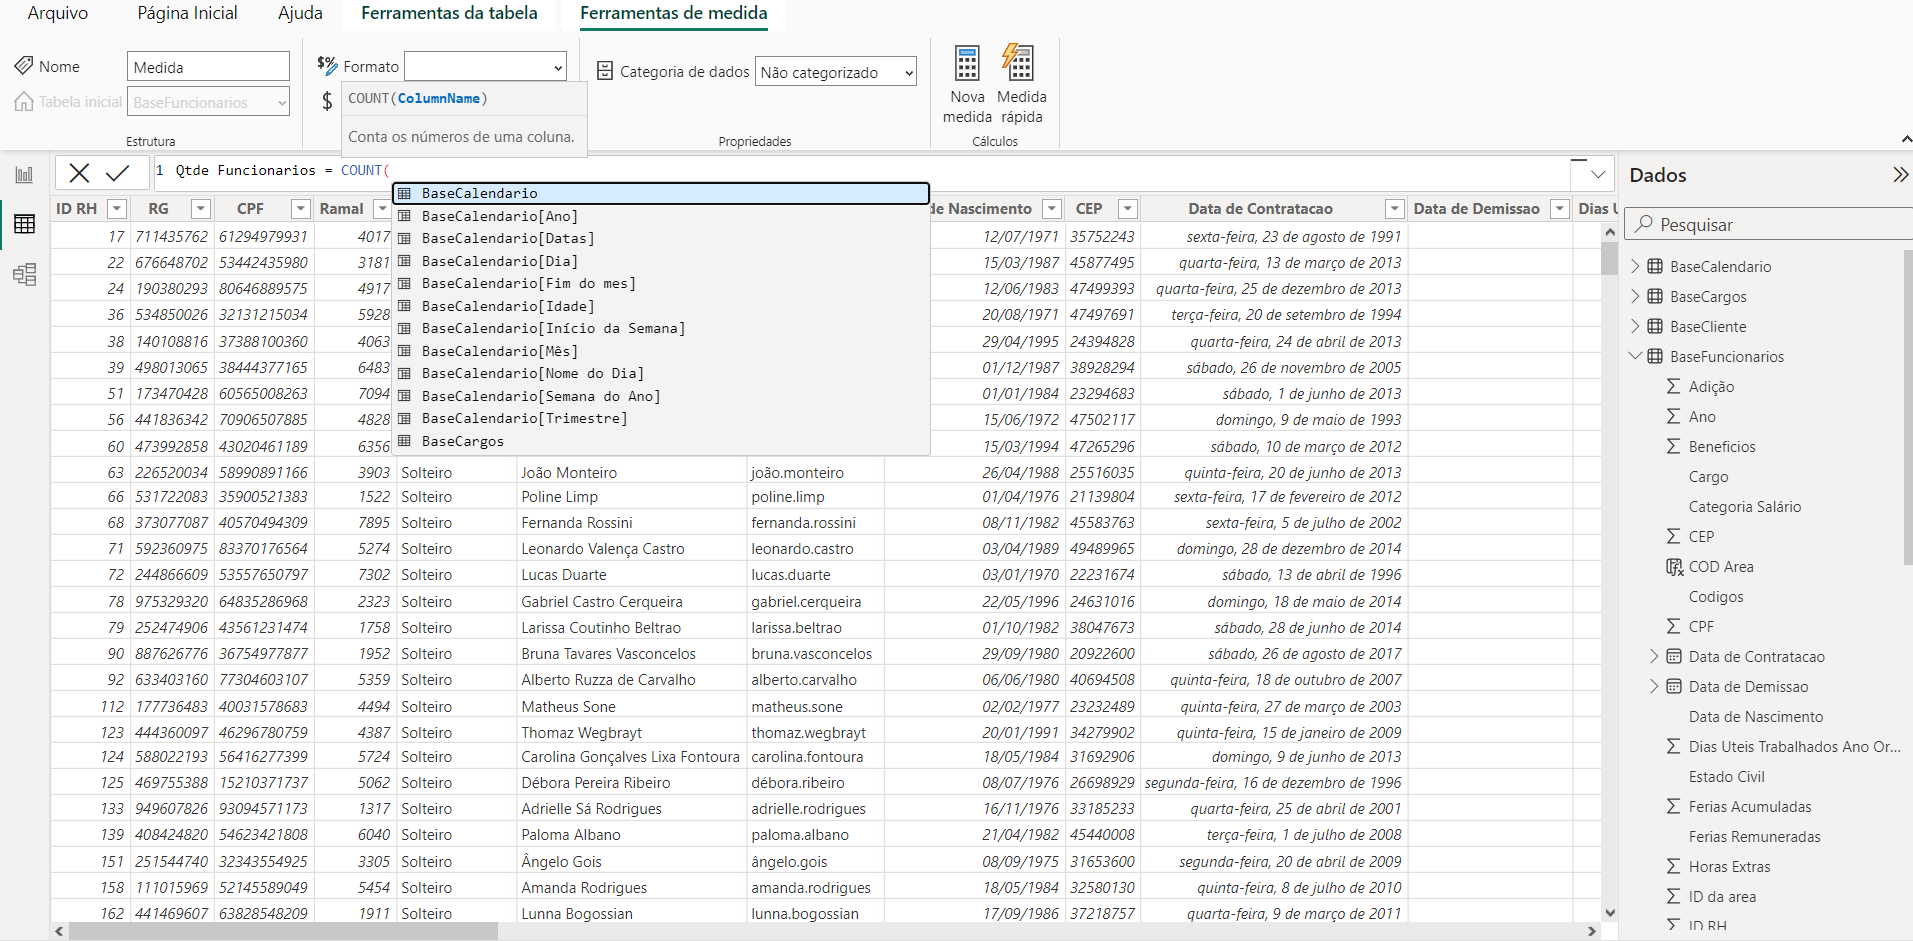 Arquivo Página Inicial Ajuda Ferramentas da tabela Ferramentas de medida
Nome Medida
Tabela inicial BaseFuncionarios
Estrutura
$% Formato
$
COUNT(ColumnName)
Conta os números de uma coluna.
Categoria de dados Não categorizado
Propriedades
Nova medida
Medida rápida
Cálculos
1 Qtde Funcionarios = COUNT(
BaseCalendario
BaseCalendario[Ano]
BaseCalendario[Datas]
BaseCalendario[Dia]
BaseCalendario[Fim do mes]
BaseCalendario[Idade]
BaseCalendario[Início da Semana]
BaseCalendario[Mês]
BaseCalendario[Nome do Dia]
BaseCalendario[Semana do Ano]
BaseCalendario[Trimestre]
BaseCargos
ID RH RG CPF Ramal de Nascimento CEP Data de Contratacao Data de Demissao Dias U
17 711435762 61294979931 4017 12/07/1971 35752243 sexta-feira, 23 de agosto de 1991
22 676648702 53442435980 3181 15/03/1987 45877495 quarta-feira, 13 de março de 2013
24 190380293 80646889575 4917 12/06/1983 47499393 quarta-feira, 25 de dezembro de 2013
36 534850026 32131215034 5928 20/08/1971 47497691 terça-feira, 20 de setembro de 1994
38 140108816 37388100360 4063 29/04/1995 24394828 quarta-feira, 24 de abril de 2013
39 498013065 38444377165 6483 01/12/1987 38928294 sábado, 26 de novembro de 2005
51 173470428 60565008263 7094 01/01/1984 23294683 sábado, 1 de junho de 2013
56 441836342 70906507885 4828 15/06/1972 47502117 domingo, 9 de maio de 1993
60 473992858 43020461189 6356 15/03/1994 47265296 sábado, 10 de março de 2012
63 226520034 58990891166 3903 Solteiro João Monteiro joão.monteiro 26/04/1988 25516035 quinta-feira, 20 de junho de 2013
66 531722083 35900521383 1522 Solteiro Poline Limp poline.limp 01/04/1976 21139804 sexta-feira, 17 de fevereiro de 2012
68 373077087 40570494309 7895 Solteiro Fernanda Rossini fernanda.rossini 08/11/1982 45583763 sexta-feira, 5 de julho de 2002
71 592360975 83370176564 5274 Solteiro Leonardo Valença Castro leonardo.castro 03/04/1989 49489965 domingo, 28 de dezembro de 2014
72 244866609 53557650797 7302 Solteiro Lucas Duarte lucas.duarte 03/01/1970 22231674 sábado, 13 de abril de 1996
78 975329320 64835286968 2323 Solteiro Gabriel Castro Cerqueira gabriel.cerqueira 22/05/1996 24631016 domingo, 18 de maio de 2014
79 252474906 43561231474 1758 Solteiro Larissa Coutinho Beltrao larissa.beltrao 01/10/1982 38047673 sábado, 28 de junho de 2014
90 887626776 36754977877 1952 Solteiro Bruna Tavares Vasconcelos bruna.vasconcelos 29/09/1980 20922600 sábado, 26 de agosto de 2017
92 633403160 77304603107 5359 Solteiro Alberto Ruzza de Carvalho alberto.carvalho 06/06/1980 40694508 quinta-feira, 18 de outubro de 2007
112 177736483 40031578683 4494 Solteiro Matheus Sone matheus.sone 02/02/1977 23232489 quinta-feira, 27 de março de 2003
123 444360097 46296780759 4387 Solteiro Thomaz Wegbrayt thomaz.wegbrayt 20/01/1991 34279902 quinta-feira, 15 de janeiro de 2009
124 588022193 56416277399 5724 Solteiro Carolina Gonçalves Lixa Fontoura carolina.fontoura 18/05/1984 31692906 domingo, 9 de junho de 2013
125 469755388 15210371737 5062 Solteiro Débora Pereira Ribeiro débora.ribeiro 08/07/1976 26698929 segunda-feira, 16 de dezembro de 1996
133 949607826 93094571173 1317 Solteiro Adrielle Sá Rodrigues adrielle.rodrigues 16/11/1976 33185233 quarta-feira, 25 de abril de 2001
139 408424820 54623421808 6040 Solteiro Paloma Albano paloma.albano 21/04/1982 45440008 terça-feira, 1 de julho de 2008
151 251544740 32343554925 3305 Solteiro Ângelo Gois ângelo.gois 08/09/1975 31653600 segunda-feira, 20 de abril de 2009
158 111015969 52145589049 5454 Solteiro Amanda Rodrigues amanda.rodrigues 18/05/1984 32580130 quinta-feira, 8 de julho de 2010
162 441469607 63828548209 1911 Solteiro Lunna Bogossian lunna.bogossian 17/09/1986 37218757 quarta-feira, 9 de março de 2011
Dados
Pesquisar
BaseCalendario
BaseCargos
BaseCliente
BaseFuncionarios
Adição
Ano
Beneficios
Cargo
Categoria Salário
CEP
COD Area
Codigos
CPF
Data de Contratacao
Data de Demissao
Data de Nascimento
Dias Uteis Trabalhados Ano Or...
Estado Civil
Ferias Acumuladas
Ferias Remuneradas
Horas Extras
ID da area
ID RH